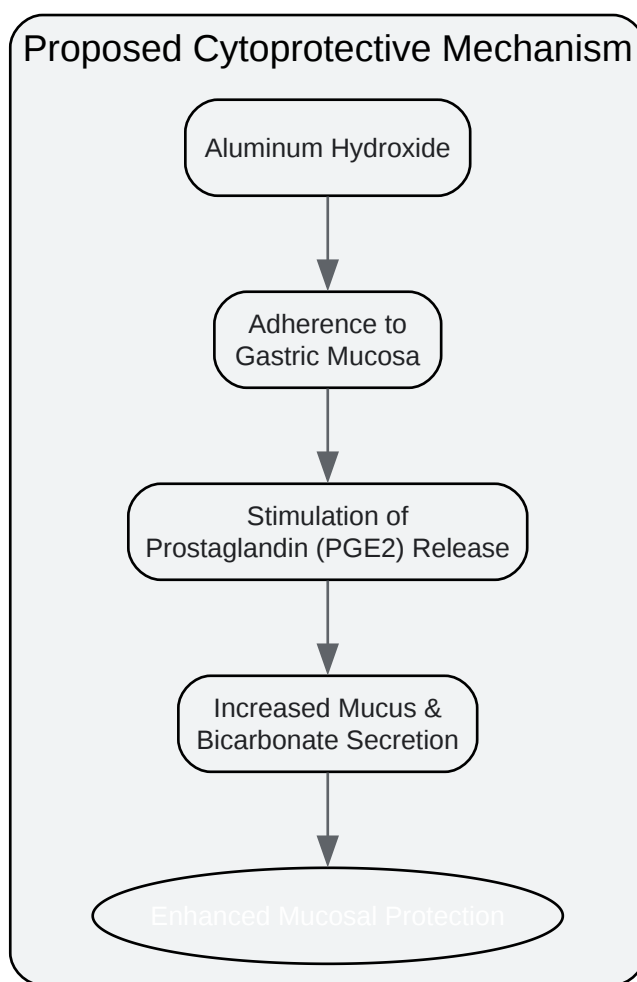 Proposed Cytoprotective Mechanism
Aluminum Hydroxide
Adherence to
Gastric Mucosa
Stimulation of
Prostaglandin (PGE2) Release
Increased Mucus &
Bicarbonate Secretion
Enhanced Mucosal Protection